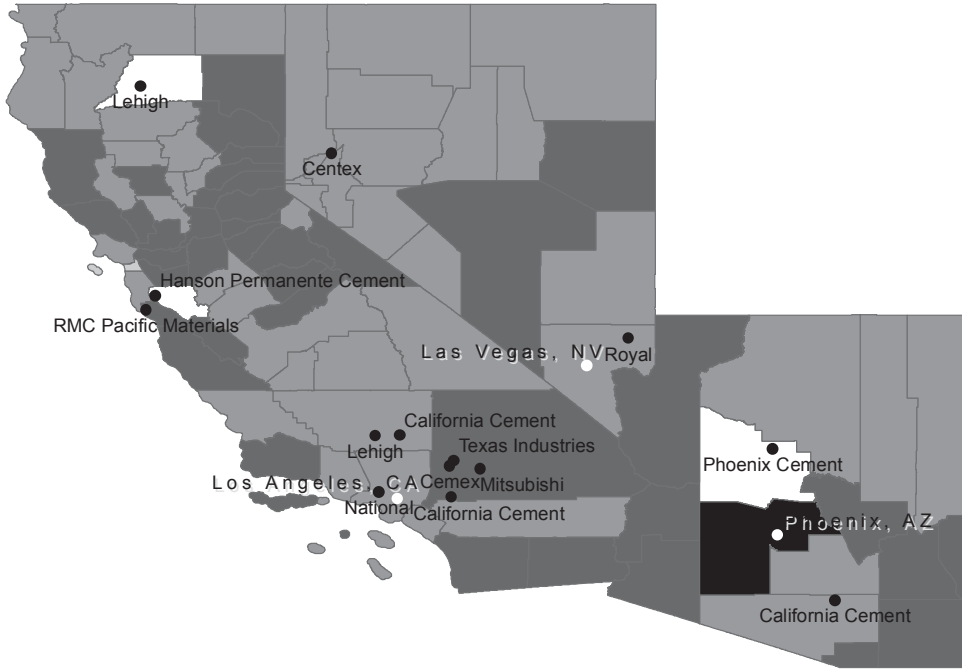 Lehigh
Centex
Hanson Permanente Cement
RMC Pacific Materials
Las Vegas, NV
Royal
California Cement
Lehigh
Texas Industries
Phoenix Cement
Los Angeles, CA
Cemex
Mitsubishi
National
California Cement
Phoenix, AZ
California Cement